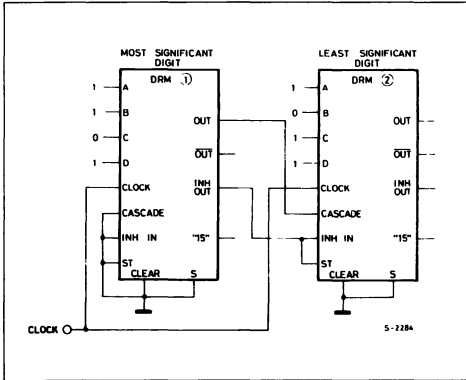 MOST SIGNIFICANT
DIGIT
DRM 1
1 A
1 B
0 C
1 D
CLOCK
CASCADE
INH IN
ST
CLEAR S
OUT
OUT
INH
OUT
"15"
LEAST SIGNIFICANT
DIGIT
DRM 2
1 A
0 B
1 C
1 D
CLOCK
CASCADE
INH IN
ST
CLEAR S
OUT
OUT
INH
OUT
"15"
CLOCK
S-2284